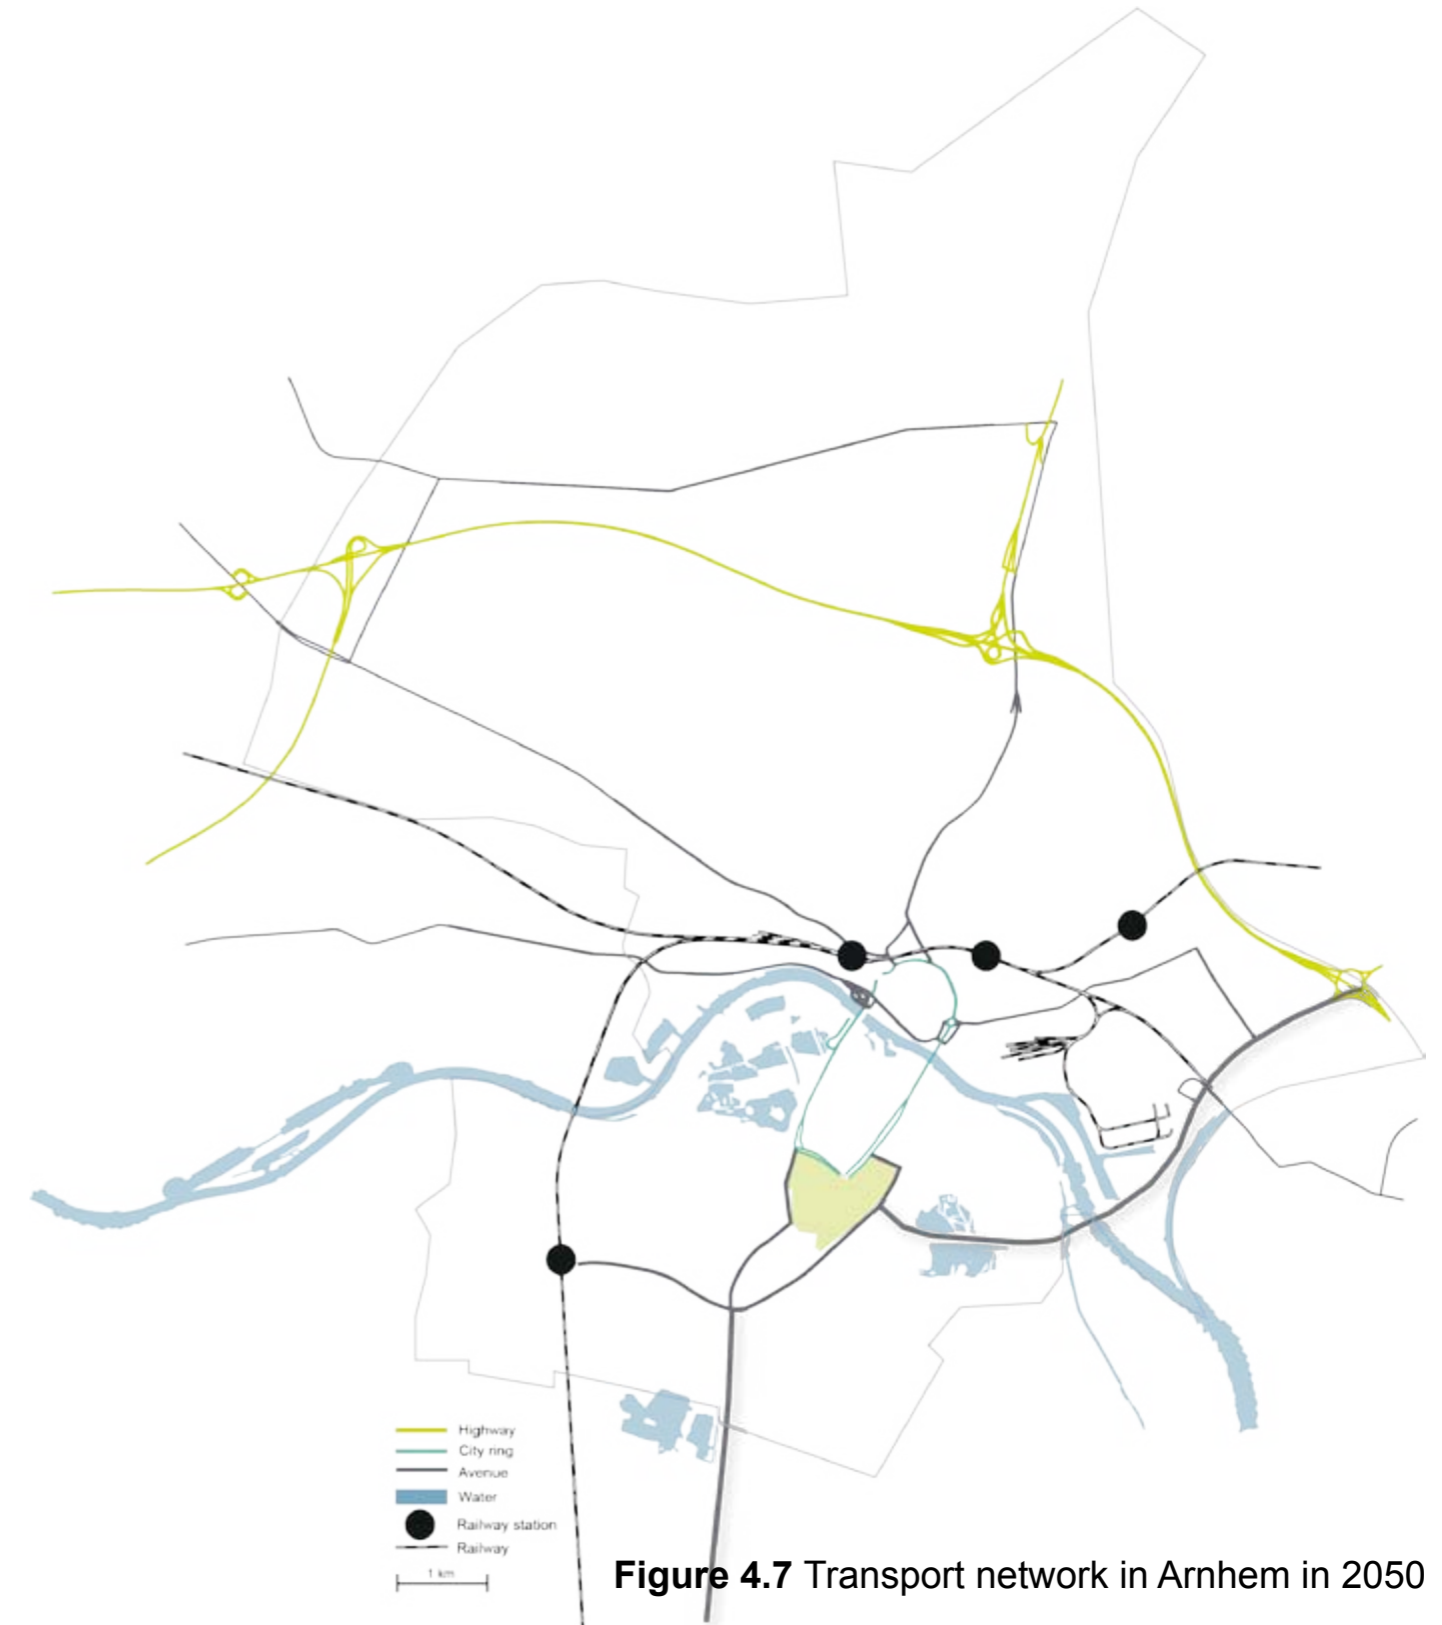 Highway
City ring
Avenue
Water
Railway station
Railway
1 km
Figure 4.7 Transport network in Arnhem in 2050